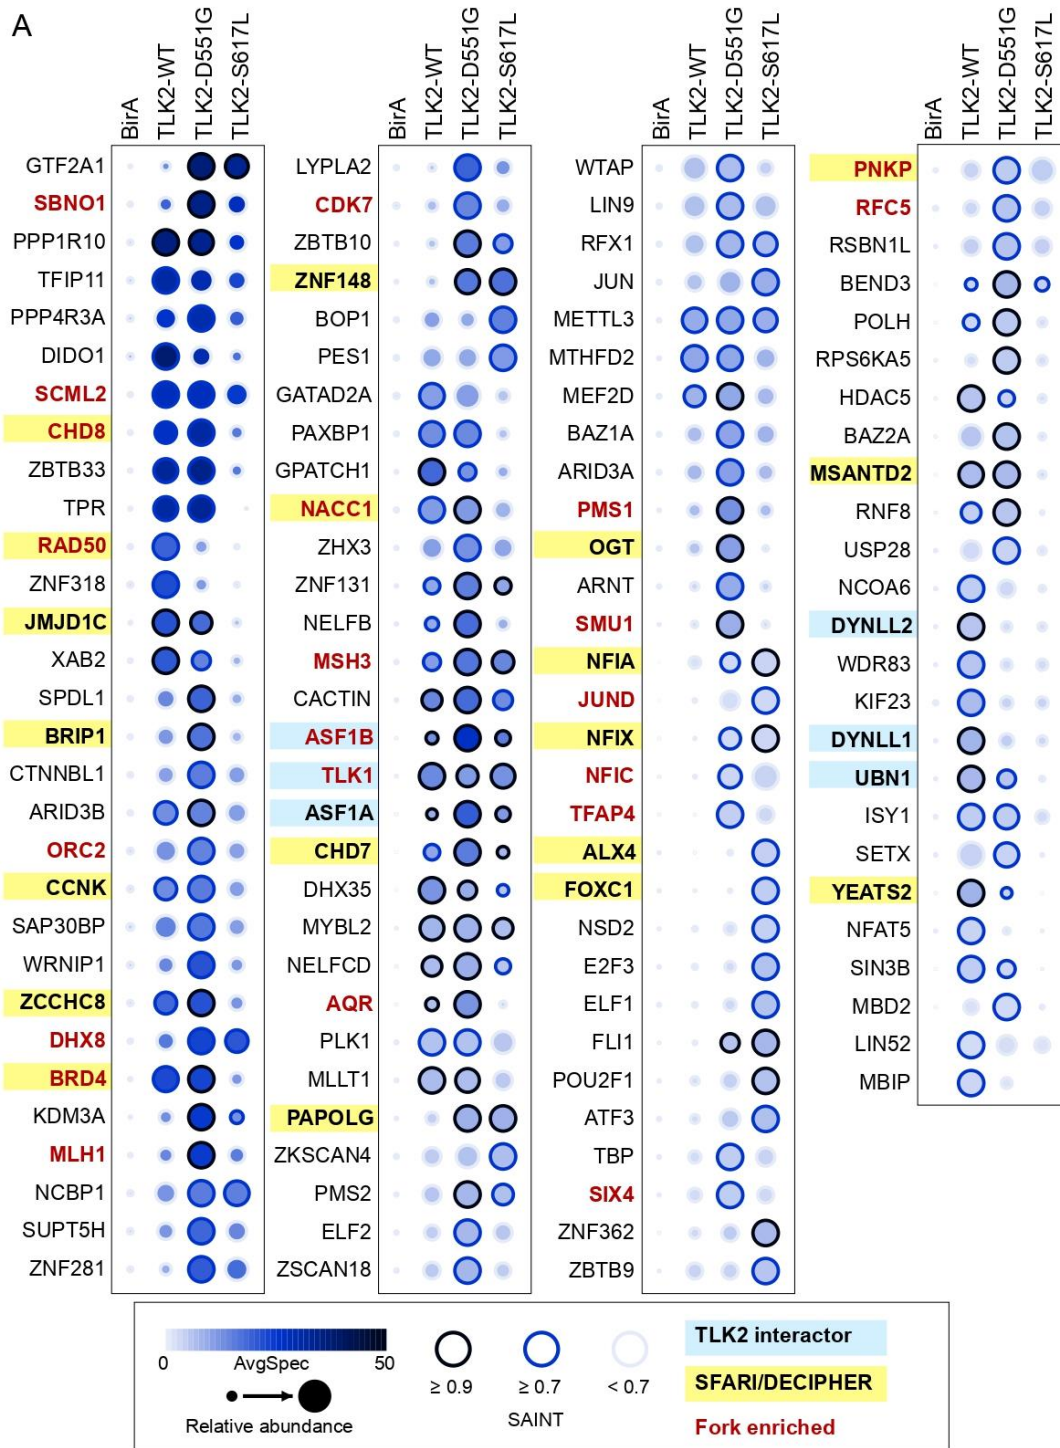 A
BirA
TLK2-WT
TLK2-D551G
TLK2-S617L
GTF2A1
SBNO1
PPP1R10
TFIP11
PPP4R3A
DIDO1
SCML2
CHD8
ZBTB33
TPR
RAD50
ZNF318
JMJD1C
XAB2
SPDL1
BRIP1
CTNNBL1
ARID3B
ORC2
CCNK
SAP30BP
WRNIP1
ZCCHC8
DHX8
BRD4
KDM3A
MLH1
NCBP1
SUPT5H
ZNF281
BirA
TLK2-WT
TLK2-D551G
TLK2-S617L
LYPLA2
CDK7
ZBTB10
ZNF148
BOP1
PES1
GATAD2A
PAXBP1
GPATCH1
NACC1
ZHX3
ZNF131
NELFB
MSH3
CACTIN
ASF1B
TLK1
ASF1A
CHD7
DHX35
MYBL2
NELFCD
AQR
PLK1
MLLT1
PAPOLG
ZKSCAN4
PMS2
ELF2
ZSCAN18
BirA
TLK2-WT
TLK2-D551G
TLK2-S617L
WTAP
LIN9
RFX1
JUN
METTL3
MTHFD2
MEF2D
BAZ1A
ARID3A
PMS1
OGT
ARNT
SMU1
NFIA
JUND
NFIX
NFIC
TFAP4
ALX4
FOXC1
NSD2
E2F3
ELF1
FLI1
POU2F1
ATF3
TBP
SIX4
ZNF362
ZBTB9
BirA
TLK2-WT
TLK2-D551G
TLK2-S617L
PNKP
RFC5
RSBN1L
BEND3
POLH
RPS6KA5
HDAC5
BAZ2A
MSANTD2
RNF8
USP28
NCOA6
DYNLL2
WDR83
KIF23
DYNLL1
UBN1
ISY1
SETX
YEATS2
NFAT5
SIN3B
MBD2
LIN52
MBIP
0 AvgSpec 50
Relative abundance
≥ 0.9 ≥ 0.7 < 0.7
SAINT
TLK2 interactor
SFARI/DECIPHER
Fork enriched